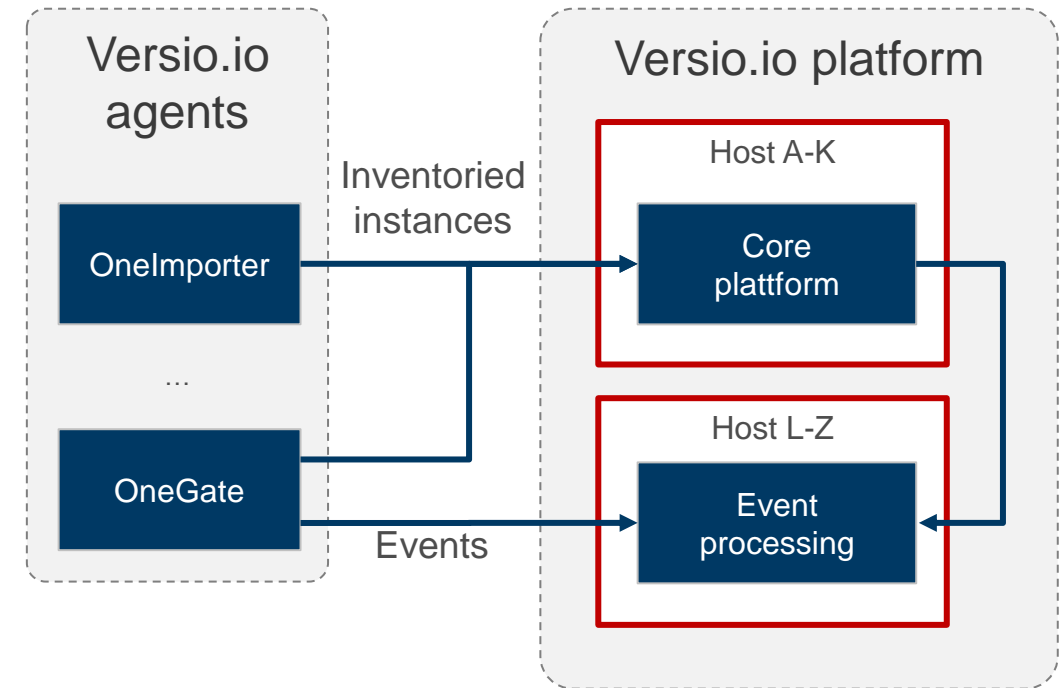 Versio.io
agents
OneImporter
...
OneGate
Inventoried
instances
Events
Versio.io platform
Host A-K
Core
plattform
Host L-Z
Event
processing